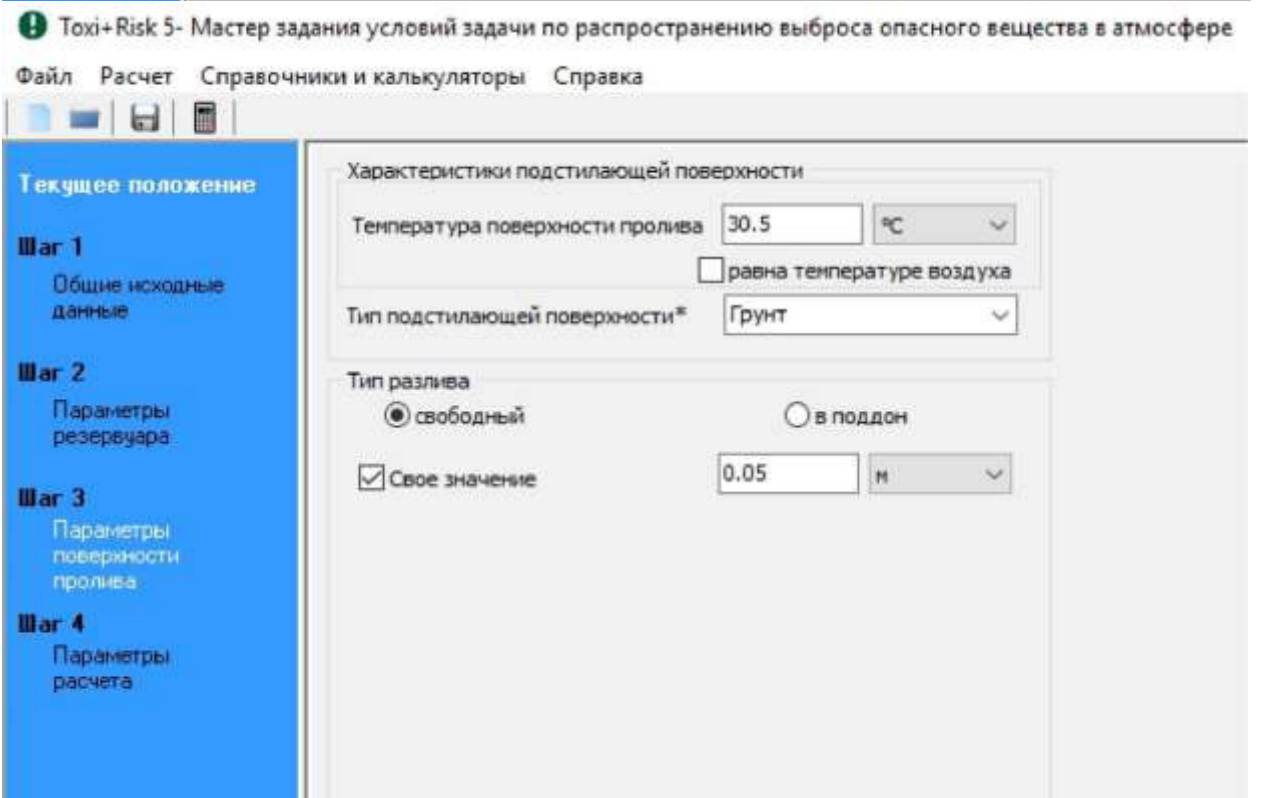 Toxi+Risk 5- Мастер задания условий задачи по распространению выброса опасного вещества в атмосфере
Файл Расчет Справочники и калькуляторы Справка
Текущее положение
Шаг 1
Общие исходные
данные
Шаг 2
Параметры
резервуара
Шаг 3
Параметры
поверхности
пролива
Шаг 4
Параметры
расчета
Характеристики подстилающей поверхности
Температура поверхности пролива 30.5 °C
равна температуре воздуха
Тип подстилающей поверхности* Грунт
Тип разлива
свободный в поддон
Свое значение 0.05 м